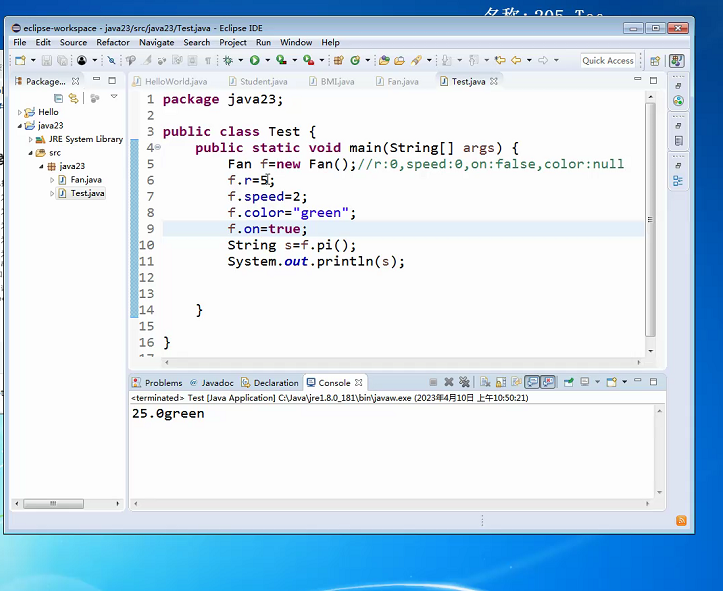 名称: 205_Tes
eclipse-workspace - java23/src/java23/Test.java - Eclipse IDE
File Edit Source Refactor Navigate Search Project Run Window Help
Quick Access
Package...
HelloWorld.java Student.java BMI.java Fan.java Test.java
Hello
java23
JRE System Library
src
java23
Fan.java
Test.java
1 package java23;
2
3 public class Test {
4 public static void main(String[] args) {
5 Fan f=new Fan();//r:0,speed:0,on:false,color:null
6 f.r=5;
7 f.speed=2;
8 f.color="green";
9 f.on=true;
10 String s=f.pi();
11 System.out.println(s);
12
13
14 }
15
16 }
17
Problems @ Javadoc Declaration Console
<terminated> Test [Java Application] C:\Java\jre1.8.0_181\bin\javaw.exe (2023年4月10日 上午10:50:21)
25.0green